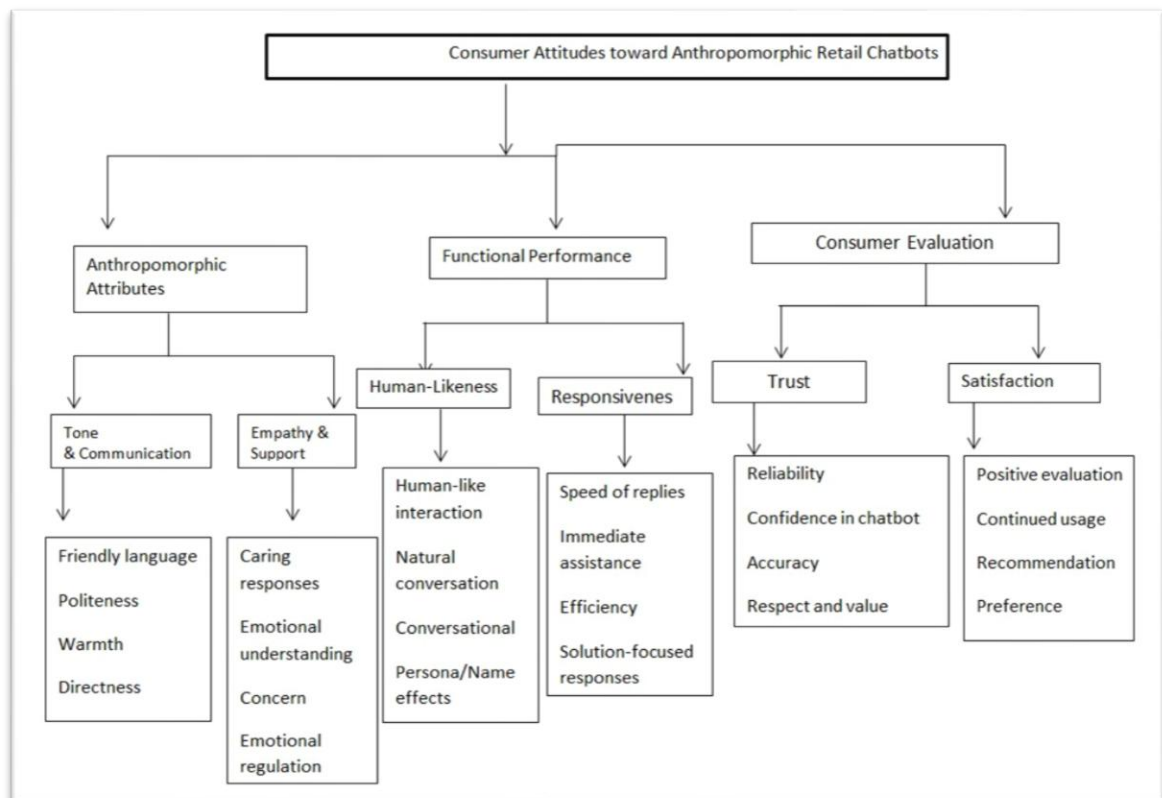 Consumer Attitudes toward Anthropomorphic Retail Chatbots
Anthropomorphic
Attributes
Functional Performance
Consumer Evaluation
Tone
& Communication
Empathy &
Support
Human-Likeness
Responsivenes
Trust
Satisfaction
Friendly language
Politeness
Warmth
Directness
Caring
responses
Emotional
understanding
Concern
Emotional
regulation
Human-like
interaction
Natural
conversation
Conversational
Persona/Name
effects
Speed of replies
Immediate
assistance
Efficiency
Solution-focused
responses
Reliability
Confidence in chatbot
Accuracy
Respect and value
Positive evaluation
Continued usage
Recommendation
Preference